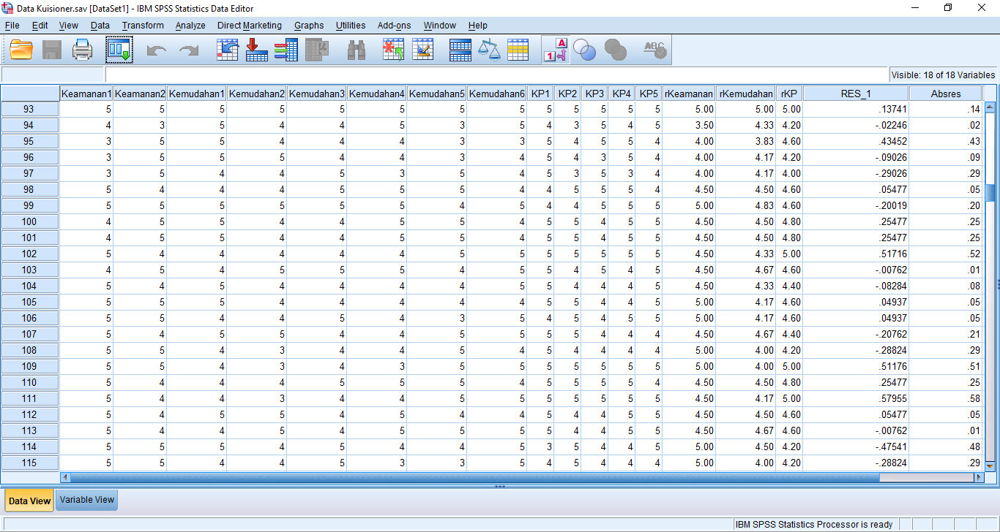 Data Kuisioner.sav [DataSet1] - IBM SPSS Statistics Data Editor
File Edit View Data Transform Analyze Direct Marketing Graphs Utilities Add-ons Window Help
A
1
ABC
Visible: 18 of 18 Variables
Keamanan1 Keamanan2 Kemudahan1 Kemudahan2 Kemudahan3 Kemudahan4 Kemudahan5 Kemudahan6 KP1 KP2 KP3 KP4 KP5 rKeamanan rKemudahan rKP RES_1 Absres
93 5 5 5 5 5 5 5 5 5 5 5 5 5 5.00 5.00 5.00 .13741 .14
94 4 3 5 4 4 5 3 5 4 3 5 4 5 3.50 4.33 4.20 -.02246 .02
95 3 5 5 4 4 4 3 3 5 4 5 5 4 4.00 3.83 4.60 .43452 .43
96 3 5 5 5 4 4 3 4 5 4 3 5 4 4.00 4.17 4.20 -.09026 .09
97 3 5 4 4 5 3 5 4 5 3 5 3 4 4.00 4.17 4.00 -.29026 .29
98 5 4 4 4 5 5 5 4 4 5 5 5 4 4.50 4.50 4.60 .05477 .05
99 5 5 5 5 5 5 4 5 4 4 5 5 5 5.00 4.83 4.60 -.20019 .20
100 4 5 5 4 4 5 5 4 5 5 4 5 5 4.50 4.50 4.80 .25477 .25
101 4 5 5 4 4 5 5 4 5 5 4 5 5 4.50 4.50 4.80 .25477 .25
102 5 4 4 4 4 4 5 5 5 5 5 5 5 4.50 4.33 5.00 .51716 .52
103 4 5 4 5 5 5 4 5 5 4 5 4 5 4.50 4.67 4.60 -.00762 .01
104 5 4 5 4 4 4 4 5 5 4 4 4 5 4.50 4.33 4.40 -.08284 .08
105 5 5 5 4 4 4 4 4 5 5 4 4 5 5.00 4.17 4.60 .04937 .05
106 5 5 4 4 5 4 3 5 4 5 4 5 5 5.00 4.17 4.60 .04937 .05
107 5 4 5 5 4 4 5 5 5 5 4 4 4 4.50 4.67 4.40 -.20762 .21
108 5 5 4 3 4 4 5 4 5 4 4 4 4 5.00 4.00 4.20 -.28824 .29
109 5 5 4 3 4 3 5 5 5 5 5 5 5 5.00 4.00 5.00 .51176 .51
110 5 4 4 4 5 5 5 4 5 5 5 5 4 4.50 4.50 4.80 .25477 .25
111 5 4 4 3 4 4 5 5 5 5 5 5 5 4.50 4.17 5.00 .57955 .58
112 5 4 5 5 4 5 4 4 5 4 4 5 5 4.50 4.50 4.60 .05477 .05
113 5 4 4 5 4 5 5 5 5 4 4 5 5 4.50 4.67 4.60 -.00762 .01
114 5 5 5 4 5 4 4 5 3 5 4 4 5 5.00 4.50 4.20 -.47541 .48
115 5 5 4 4 5 3 3 5 4 5 4 4 4 5.00 4.00 4.20 -.28824 .29
Data View Variable View
IBM SPSS Statistics Processor is ready